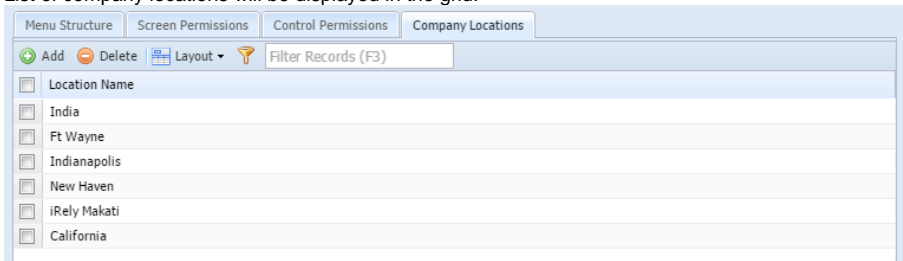 List of company locations will be displayed in the grid.
Menu Structure Screen Permissions Control Permissions Company Locations
Add Delete Layout Filter Records (F3)
Location Name
India
Ft Wayne
Indianapolis
New Haven
iRely Makati
California